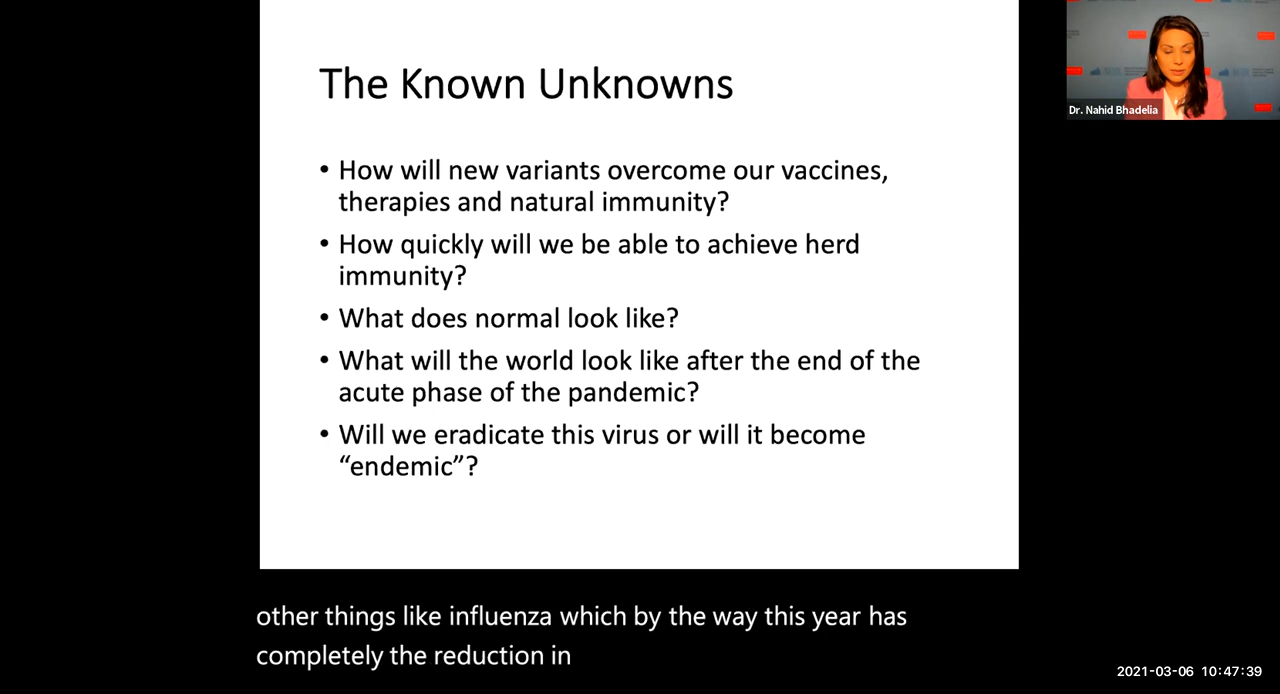 The Known Unknowns
• How will new variants overcome our vaccines,
therapies and natural immunity?
• How quickly will we be able to achieve herd
immunity?
• What does normal look like?
• What will the world look like after the end of the
acute phase of the pandemic?
• Will we eradicate this virus or will it become
“endemic”?
Dr. Nahid Bhadelia
other things like influenza which by the way this year has
completely the reduction in
2021-03-06 10:47:39